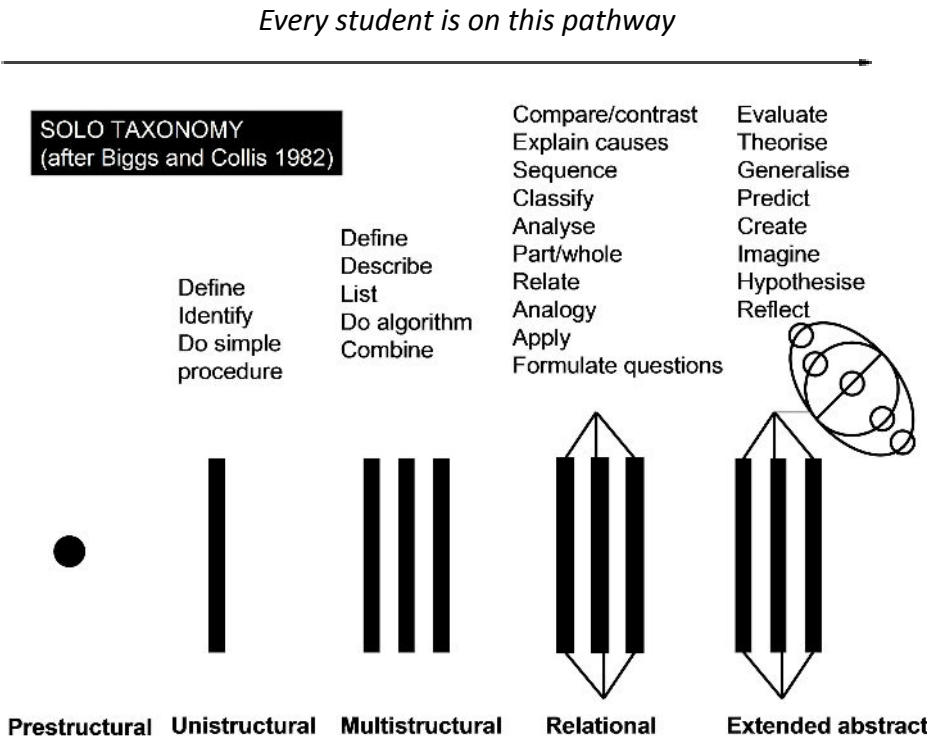 Every student is on this pathway
SOLO TAXONOMY
(after Biggs and Collis 1982)
Define
Identify
Do simple
procedure
Define
Describe
List
Do algorithm
Combine
Compare/contrast
Explain causes
Sequence
Classify
Analyse
Part/whole
Relate
Analogy
Apply
Formulate questions
Evaluate
Theorise
Generalise
Predict
Create
Imagine
Hypothesise
Reflect
Prestructural
Unistructural
Multistructural
Relational
Extended abstract